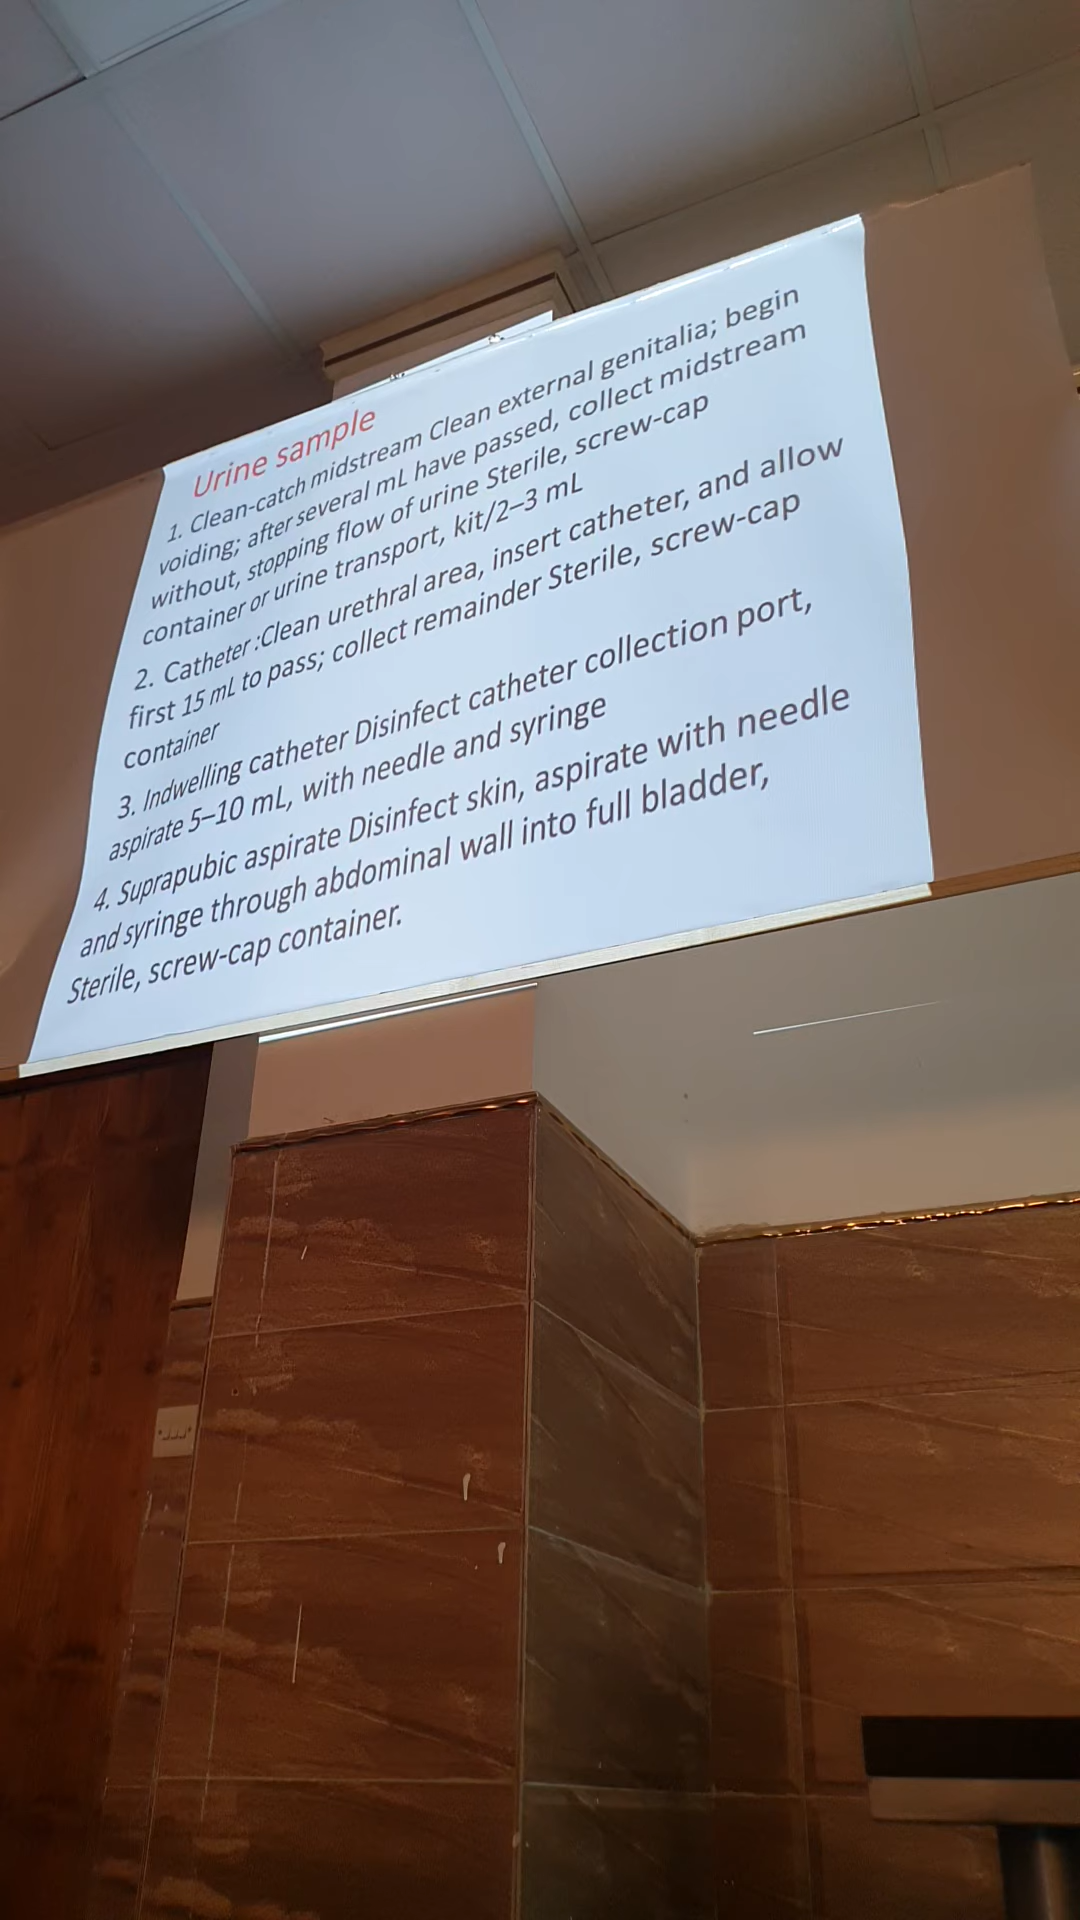 Urine sample
1. Clean-catch midstream Clean external genitalia; begin
voiding; after several mL have passed, collect midstream
without, stopping flow of urine Sterile, screw-cap
container or urine transport, kit/2–3 mL
2. Catheter :Clean urethral area, insert catheter, and allow
first 15 mL to pass; collect remainder Sterile, screw-cap
container
3. Indwelling catheter Disinfect catheter collection port,
aspirate 5–10 mL, with needle and syringe
4. Suprapubic aspirate Disinfect skin, aspirate with needle
and syringe through abdominal wall into full bladder,
Sterile, screw-cap container.